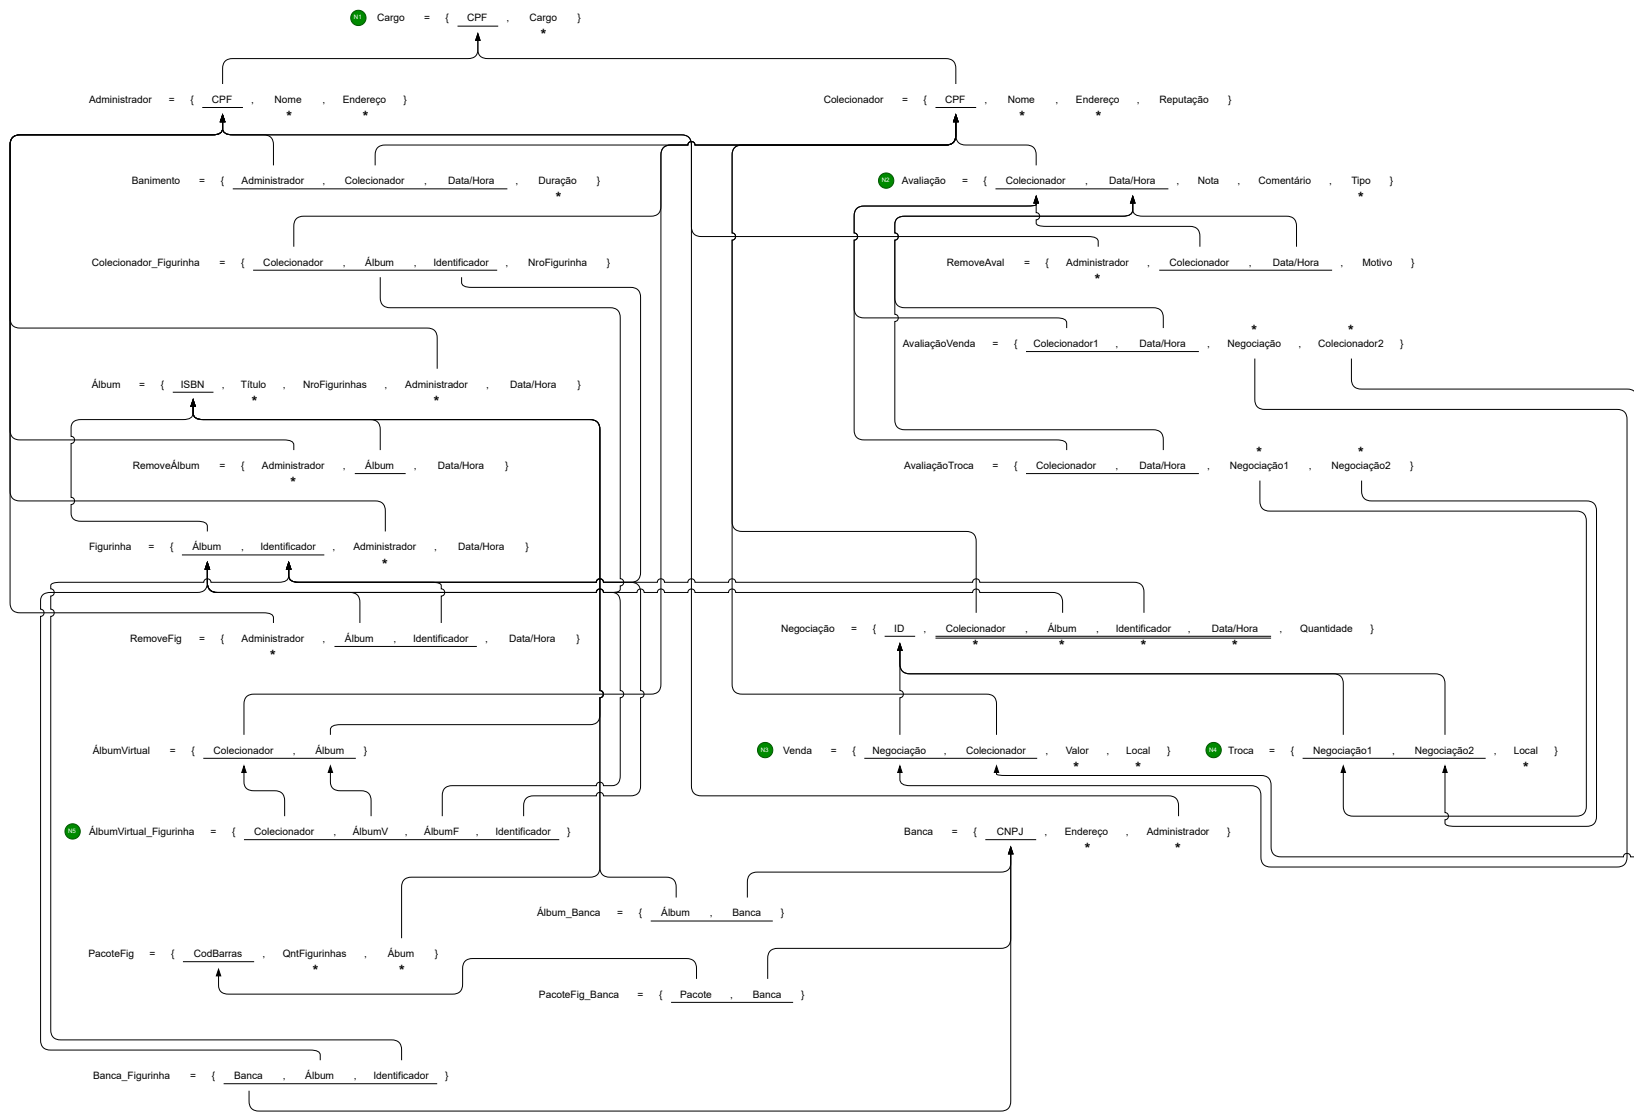 N1 Cargo = { CPF , Cargo }
*
Administrador = { CPF , Nome , Endereço }
* *
Colecionador = { CPF , Nome , Endereço , Reputação }
* *
Banimento = { Administrador , Colecionador , Data/Hora , Duração }
*
N2 Avaliação = { Colecionador , Data/Hora , Nota , Comentário , Tipo }
*
Colecionador_Figurinha = { Colecionador , Álbum , Identificador , NroFigurinha }
RemoveAval = { Administrador , Colecionador , Data/Hora , Motivo }
*
* *
AvaliaçãoVenda = { Colecionador1 , Data/Hora , Negociação , Colecionador2 }
Álbum = { ISBN , Título , NroFigurinhas , Administrador , Data/Hora }
* *
RemoveÁlbum = { Administrador , Álbum , Data/Hora }
*
* *
AvaliaçãoTroca = { Colecionador , Data/Hora , Negociação1 , Negociação2 }
Figurinha = { Álbum , Identificador , Administrador , Data/Hora }
*
RemoveFig = { Administrador , Álbum , Identificador , Data/Hora }
*
Negociação = { ID , Colecionador , Álbum , Identificador , Data/Hora , Quantidade }
* * * *
ÁlbumVirtual = { Colecionador , Álbum }
N3 Venda = { Negociação , Colecionador , Valor , Local }
* *
N4 Troca = { Negociação1 , Negociação2 , Local }
*
N5 ÁlbumVirtual_Figurinha = { Colecionador , ÁlbumV , ÁlbumF , Identificador }
Banca = { CNPJ , Endereço , Administrador }
* *
Álbum_Banca = { Álbum , Banca }
PacoteFig = { CodBarras , QntFigurinhas , Ábum }
* *
PacoteFig_Banca = { Pacote , Banca }
Banca_Figurinha = { Banca , Álbum , Identificador }